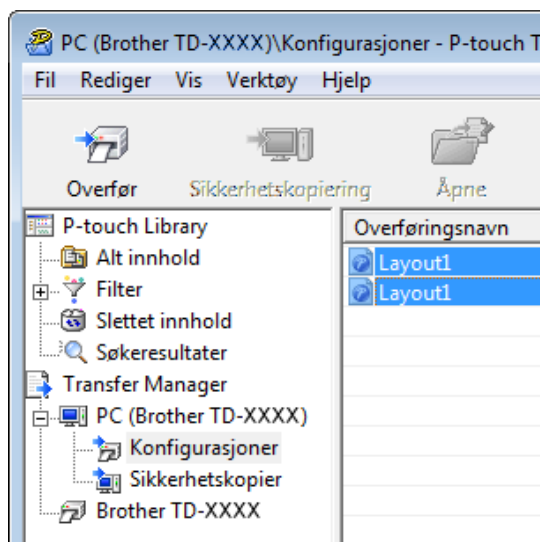 PC (Brother TD-XXXX)\Konfigurasjoner - P-touch T
Fil Rediger Vis Verktøy Hjelp
Overfør Sikkerhetskopiering Åpne
P-touch Library
Alt innhold
Filter
Slettet innhold
Søkeresultater
Transfer Manager
PC (Brother TD-XXXX)
Konfigurasjoner
Sikkerhetskopier
Brother TD-XXXX
Overføringsnavn
Layout1
Layout1